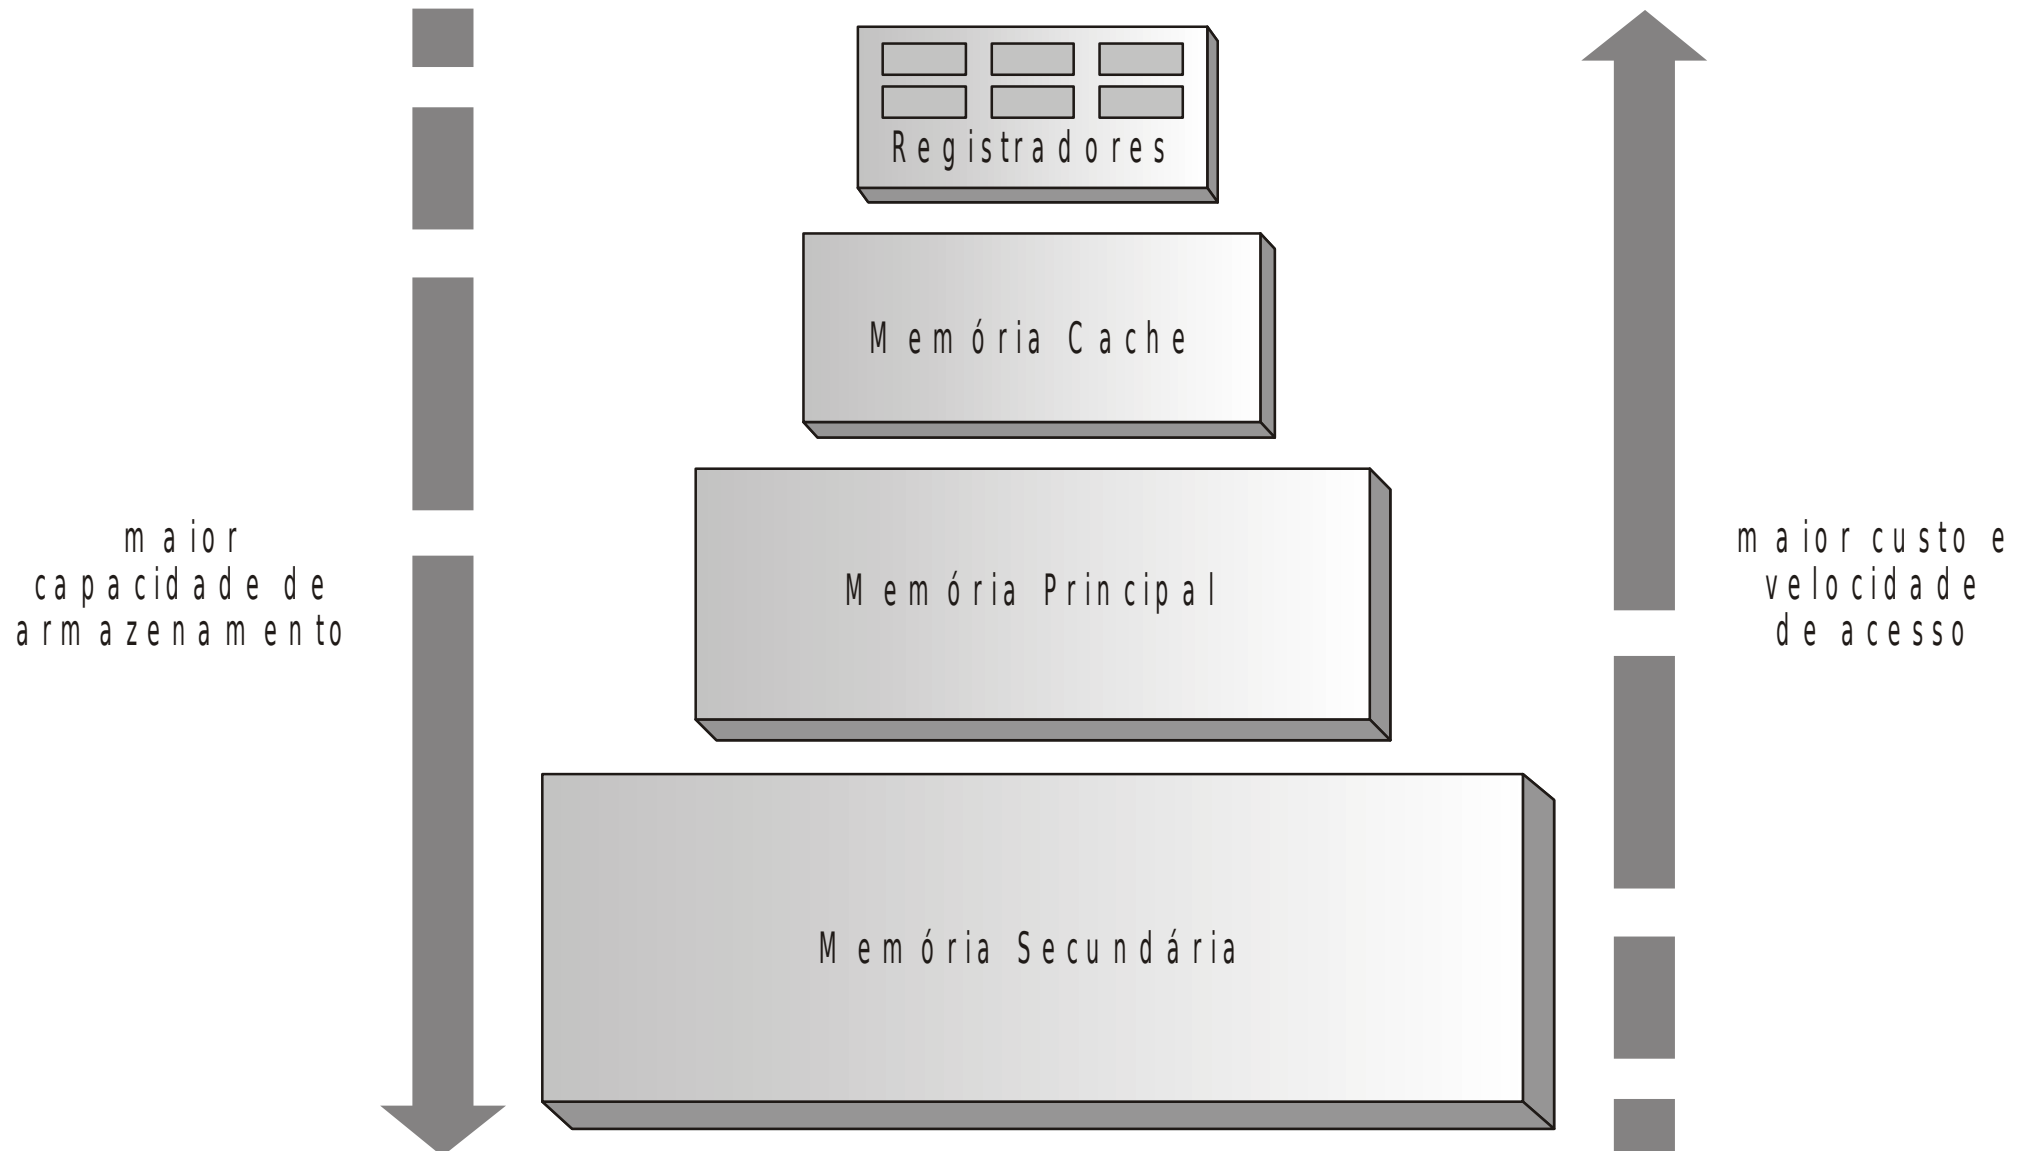 Registradores
Memória Cache
Memória Principal
Memória Secundária
maior
capacidade de
armazenamento
maior custo e
velocidade
de acesso